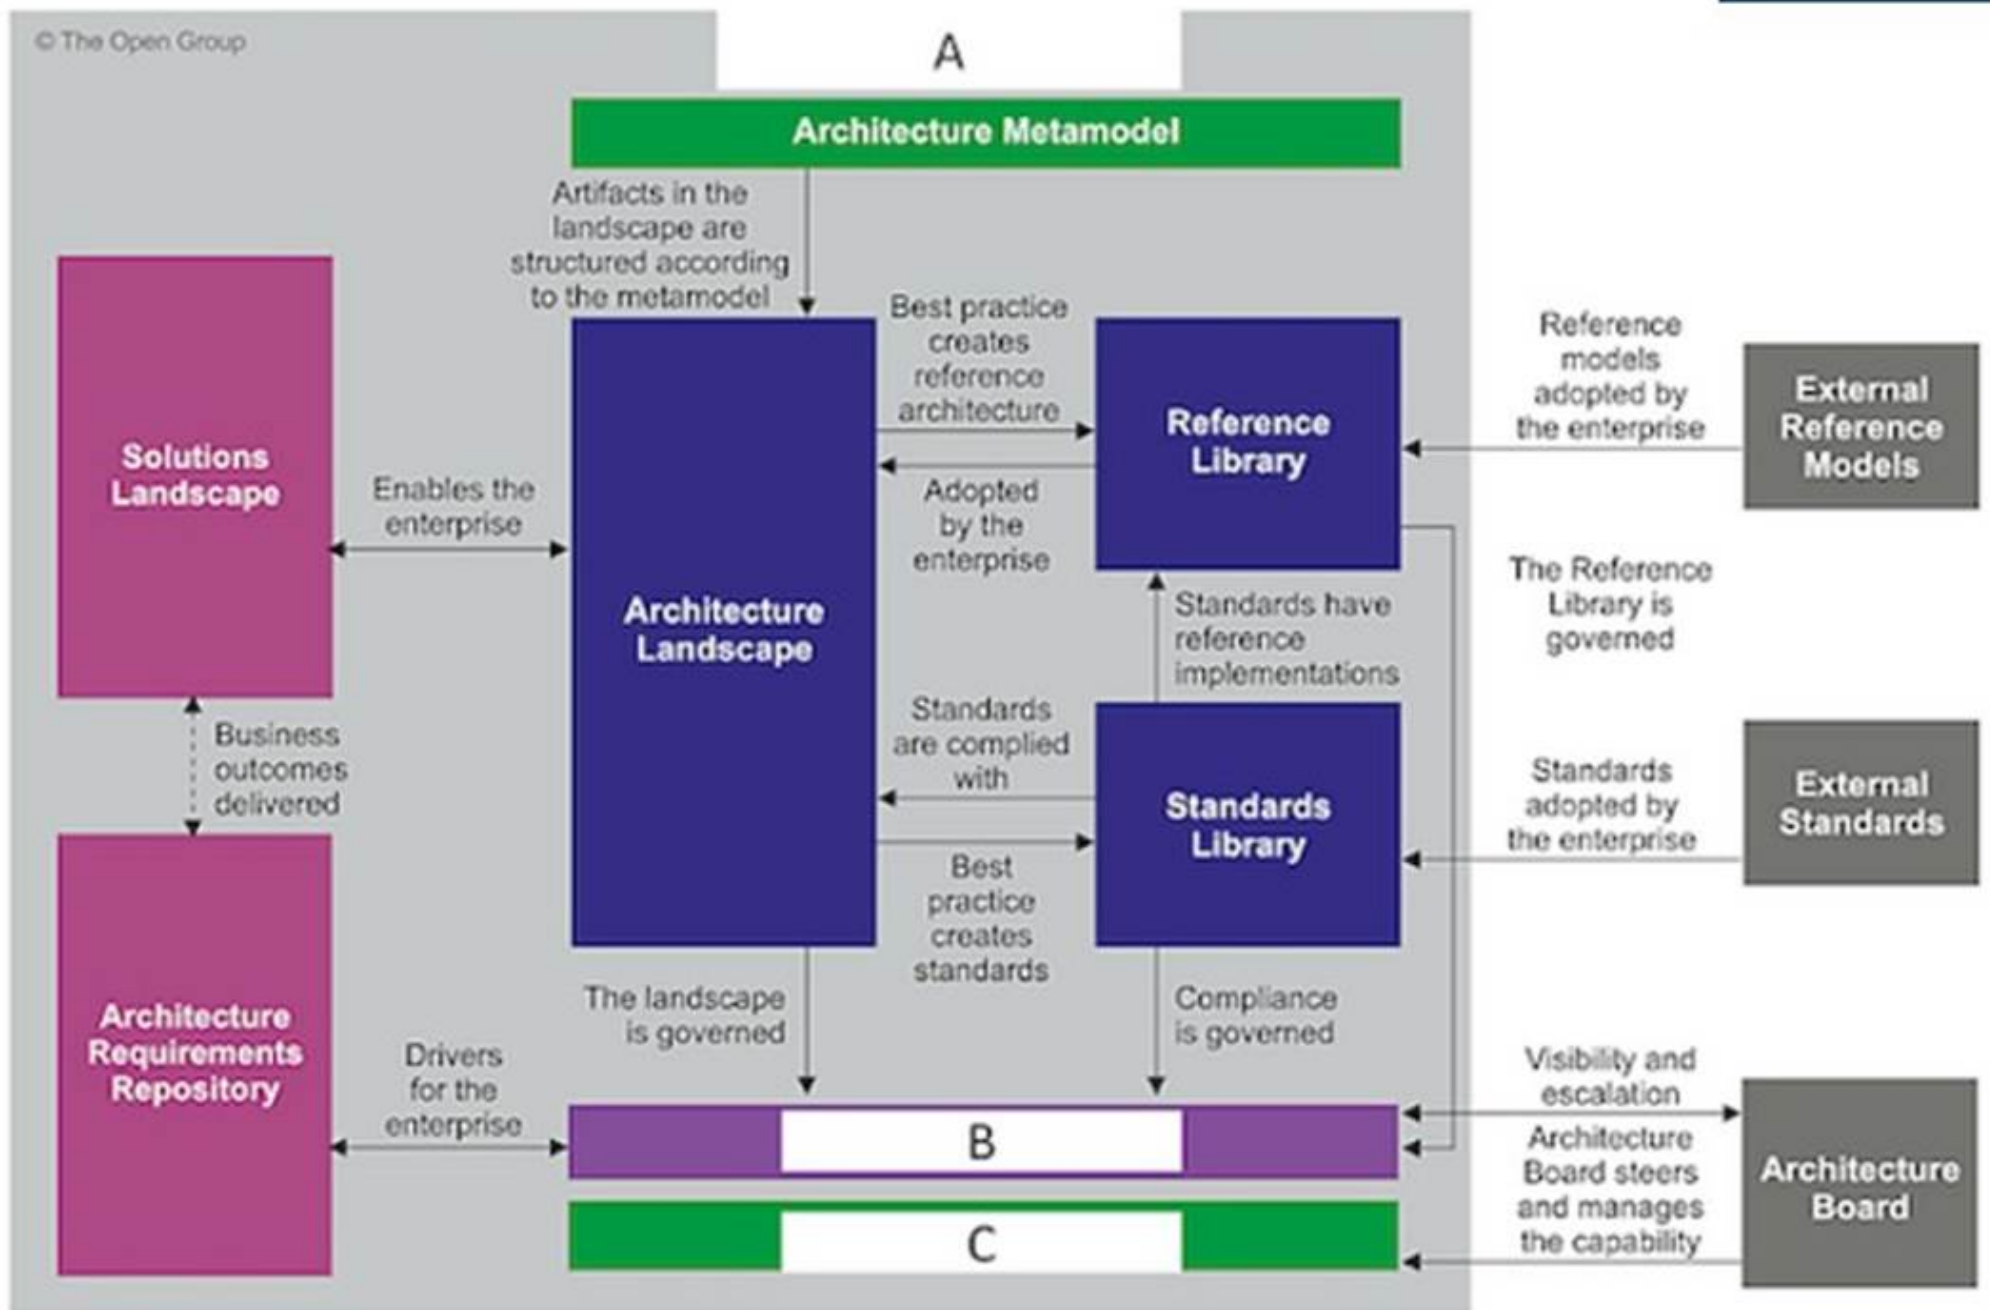 © The Open Group
A
Architecture Metamodel
Artifacts in the
landscape are
structured according
to the metamodel
Solutions
Landscape
Enables the
enterprise
Architecture
Landscape
Best practice
creates
reference
architecture
Adopted
by the
enterprise
Reference
Library
Reference
models
adopted by
the enterprise
External
Reference
Models
The Reference
Library is
governed
Standards have
reference
implementations
Business
outcomes
delivered
Standards
are complied
with
Best
practice
creates
standards
Standards
Library
Standards
adopted by
the enterprise
External
Standards
Architecture
Requirements
Repository
Drivers
for the
enterprise
The landscape
is governed
Compliance
is governed
B
C
Visibility and
escalation
Architecture
Board steers
and manages
the capability
Architecture
Board